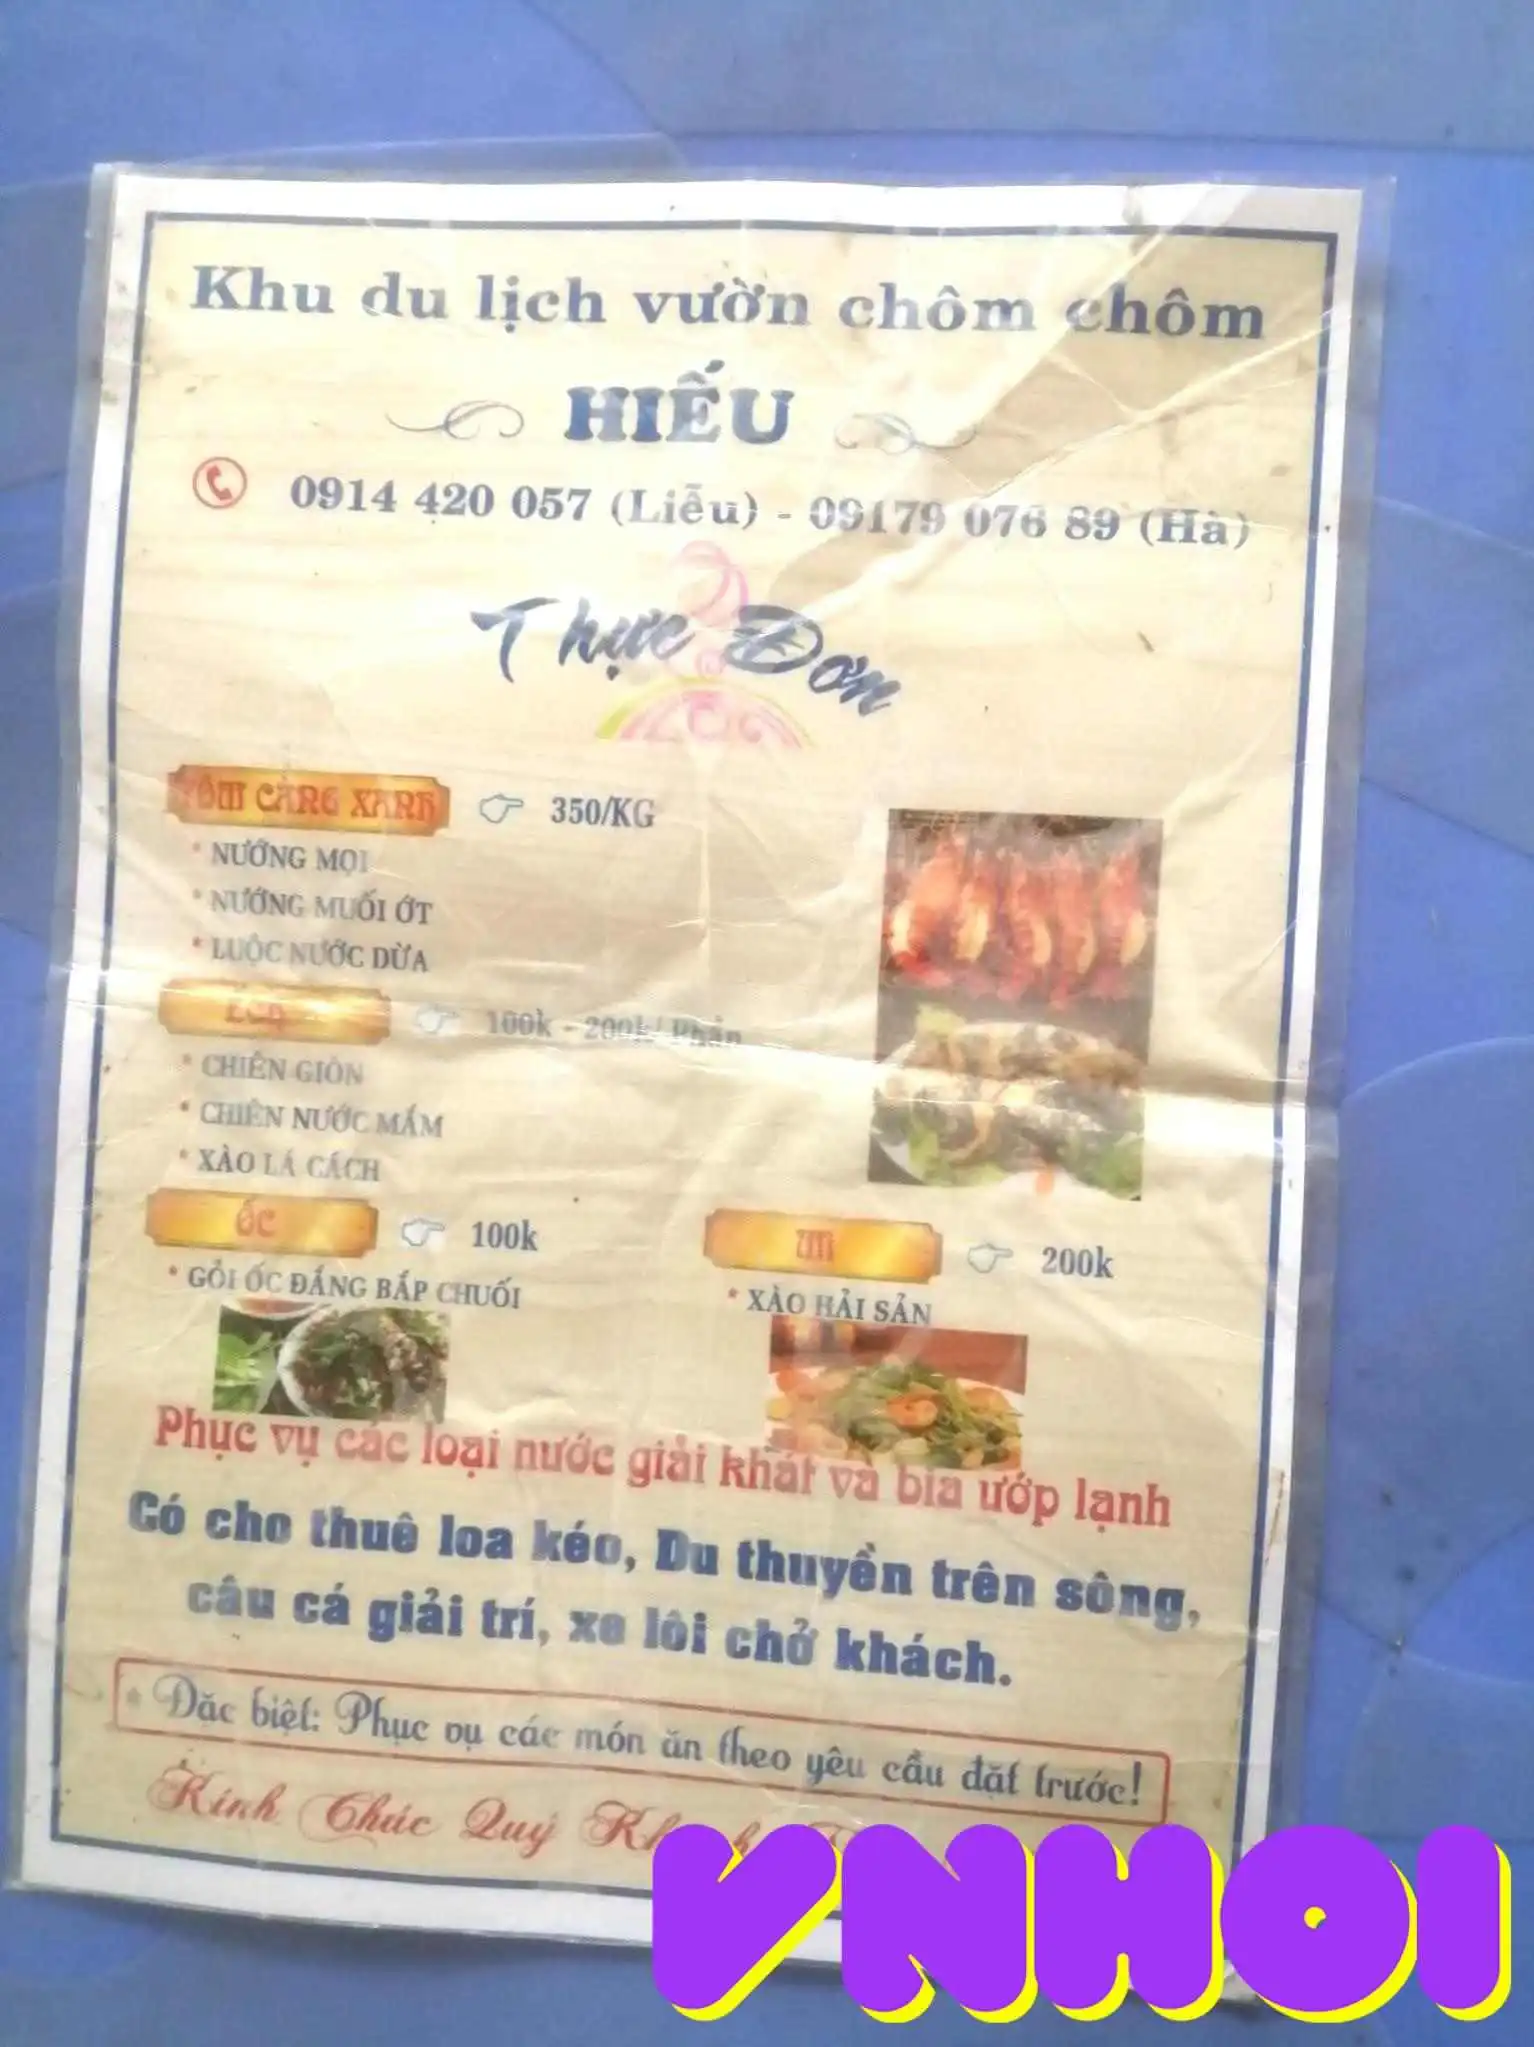 Khu du lịch vườn chôm chôm
HIẾU
0914 420 057 (Liễu) - 09179 076 89 (Hà)
Thực Đơn
TÔM CÀNG XANH 350/KG
* NƯỚNG MỌI
* NƯỚNG MUỐI ỚT
* LUỘC NƯỚC DỪA
ẾCH 100k - 200k/ Phần
* CHIÊN GIÒN
* CHIÊN NƯỚC MẮM
* XÀO LÁ CÁCH
ỐC 100k
* GỎI ỐC ĐẮNG BẮP CHUỐI
MÌ 200k
* XÀO HẢI SẢN
Phục vụ các loại nước giải khát và bia ướp lạnh
Có cho thuê loa kéo, Du thuyền trên sông,
câu cá giải trí, xe lôi chở khách.
* Đặc biệt: Phục vụ các món ăn theo yêu cầu đặt trước!
Kính Chúc Quý
VNHOI